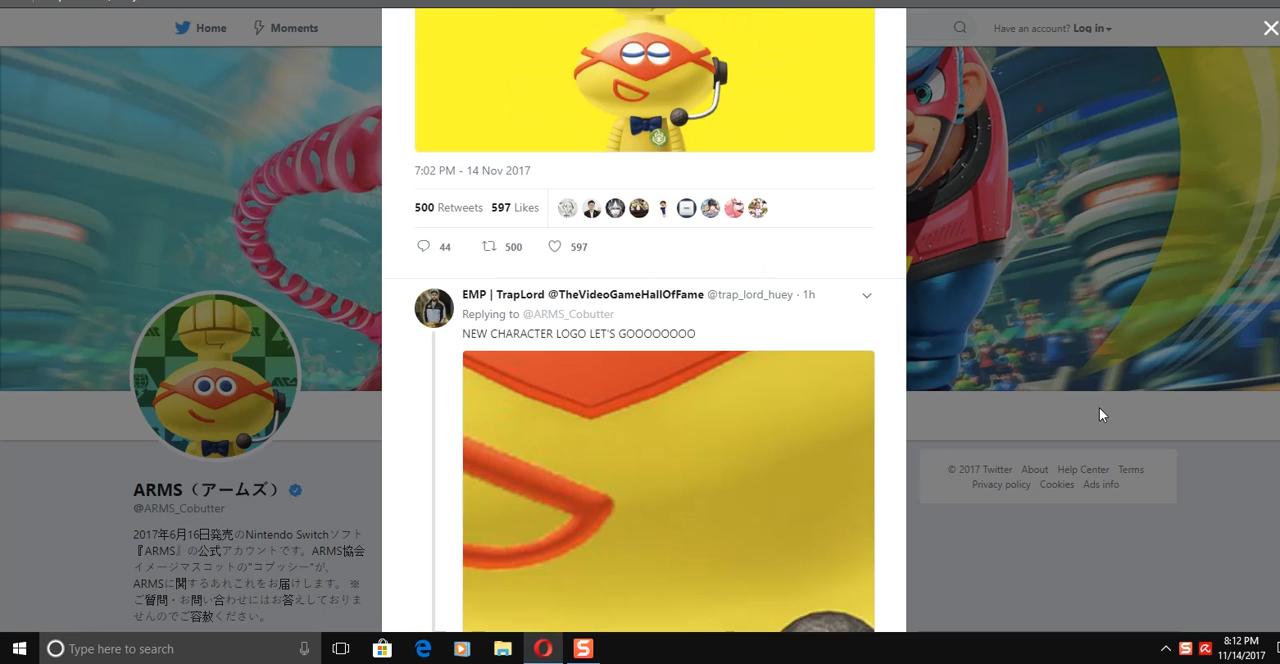 Home
Moments
Have an account? Log in
7:02 PM - 14 Nov 2017
500 Retweets 597 Likes
44 500 597
EMP | TrapLord @TheVideoGameHallOfFame @trap_lord_huey · 1h
Replying to @ARMS_Cobutter
NEW CHARACTER LOGO LET'S GOOOOOOOO
ARMS（アームズ）
@ARMS_Cobutter
2017年6月16日発売のNintendo Switchソフト
『ARMS』の公式アカウントです。ARMS協会
イメージマスコットの"コブッシー"が、
ARMSに関するあれこれをお届けします。 ※
ご質問・お問い合わせにはお答えしておりま
せんのでご容赦ください。
© 2017 Twitter About Help Center Terms
Privacy policy Cookies Ads info
Type here to search
8:12 PM
11/14/2017